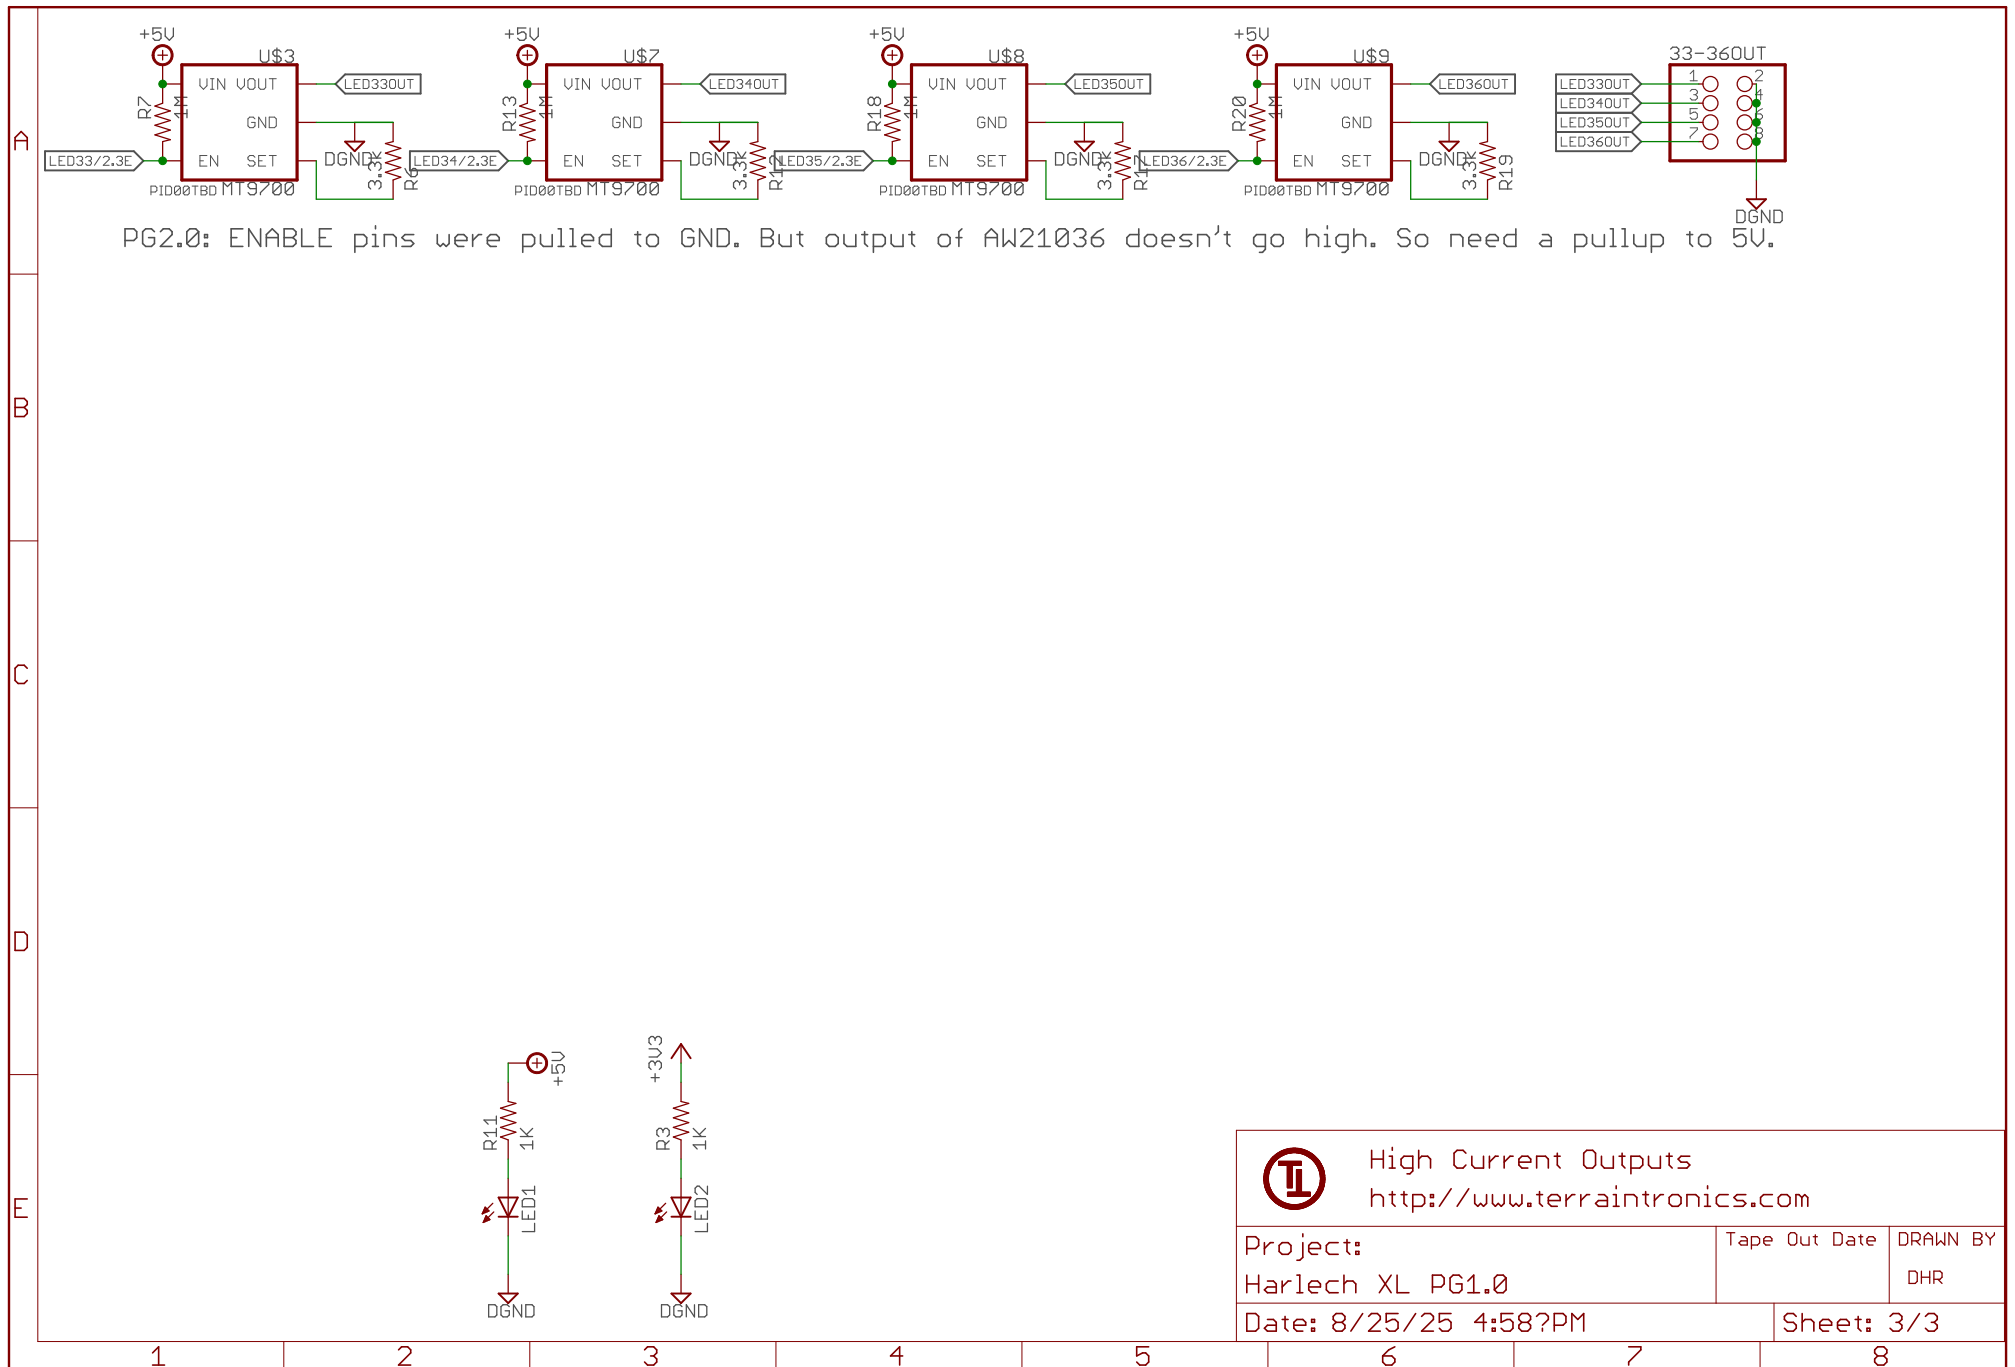 +5V
+5V
+5V
+5V
U$3
U$7
U$8
U$9
33-36OUT
VIN VOUT
GND
EN SET
R7
1M
LED33OUT
LED33/2.3E
DGND
3.3K
R6
PID00TBD MT9700
VIN VOUT
GND
EN SET
R13
1M
LED34OUT
LED34/2.3E
DGND
3.3K
PID00TBD MT9700
VIN VOUT
GND
EN SET
R18
1M
LED35OUT
LED35/2.3E
DGND
3.3K
PID00TBD MT9700
VIN VOUT
GND
EN SET
R20
1M
LED36OUT
LED36/2.3E
DGND
3.3K
R19
PID00TBD MT9700
LED33OUT 1 2
LED34OUT 3 4
LED35OUT 5 6
LED36OUT 7 8
DGND
PG2.0: ENABLE pins were pulled to GND. But output of AW21036 doesn't go high. So need a pullup to 5V.
A
B
C
D
E
+5V
R11
1K
LED1
DGND
+3V3
R3
1K
LED2
DGND
High Current Outputs
http://www.terraintronics.com
Project:
Harlech XL PG1.0
Tape Out Date
DRAWN BY
DHR
Date: 8/25/25 4:58?PM
Sheet: 3/3
1 2 3 4 5 6 7 8